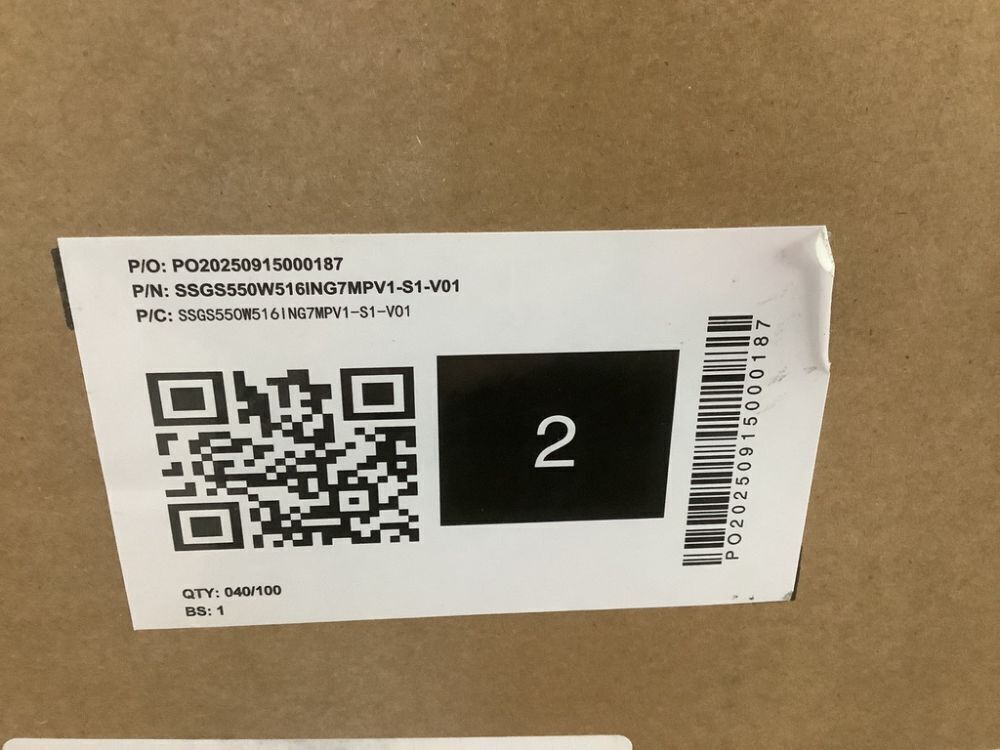 P/O: PO20250915000187
P/N: SSGS550W516ING7MPV1-S1-V01
P/C: SSGS550W516ING7MPV1-S1-V01
2
PO20250915000187
QTY: 040/100
BS: 1